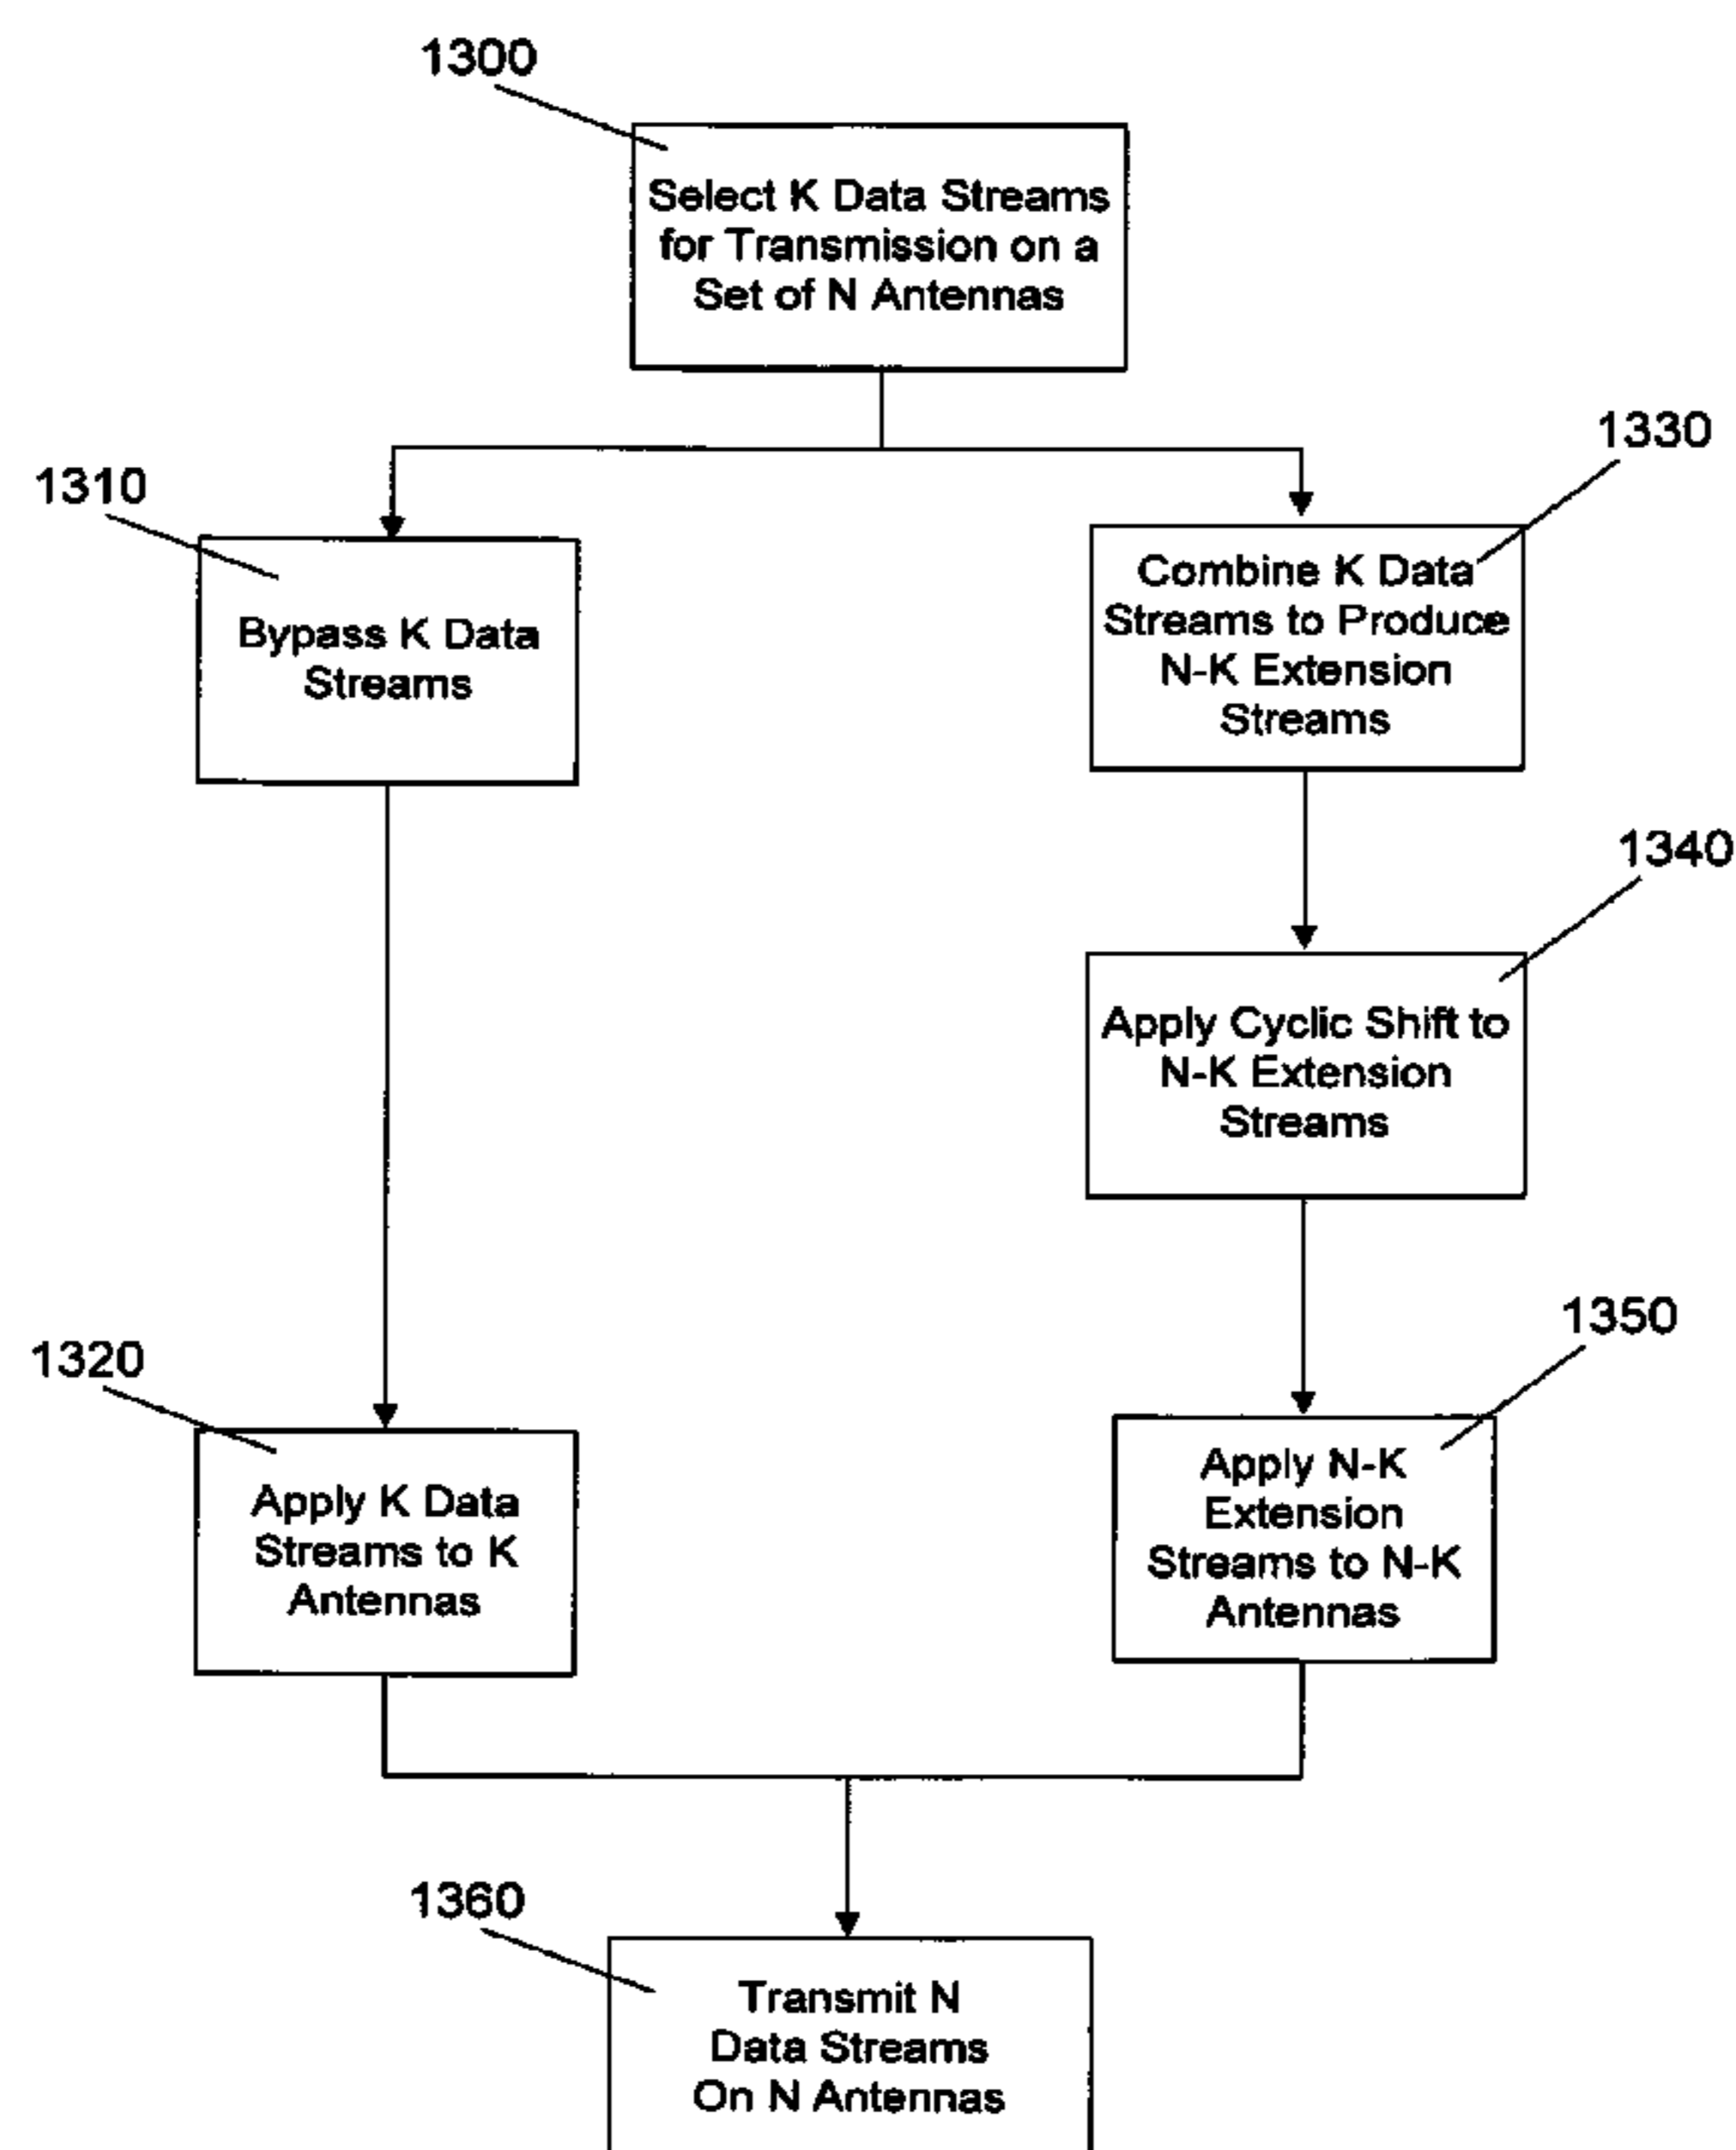 1300
Select K Data Streams
for Transmission on a
Set of N Antennas
1310
Bypass K Data
Streams
1330
Combine K Data
Streams to Produce
N-K Extension
Streams
1340
Apply Cyclic Shift to
N-K Extension
Streams
1320
Apply K Data
Streams to K
Antennas
1350
Apply N-K
Extension
Streams to N-K
Antennas
1360
Transmit N
Data Streams
On N Antennas